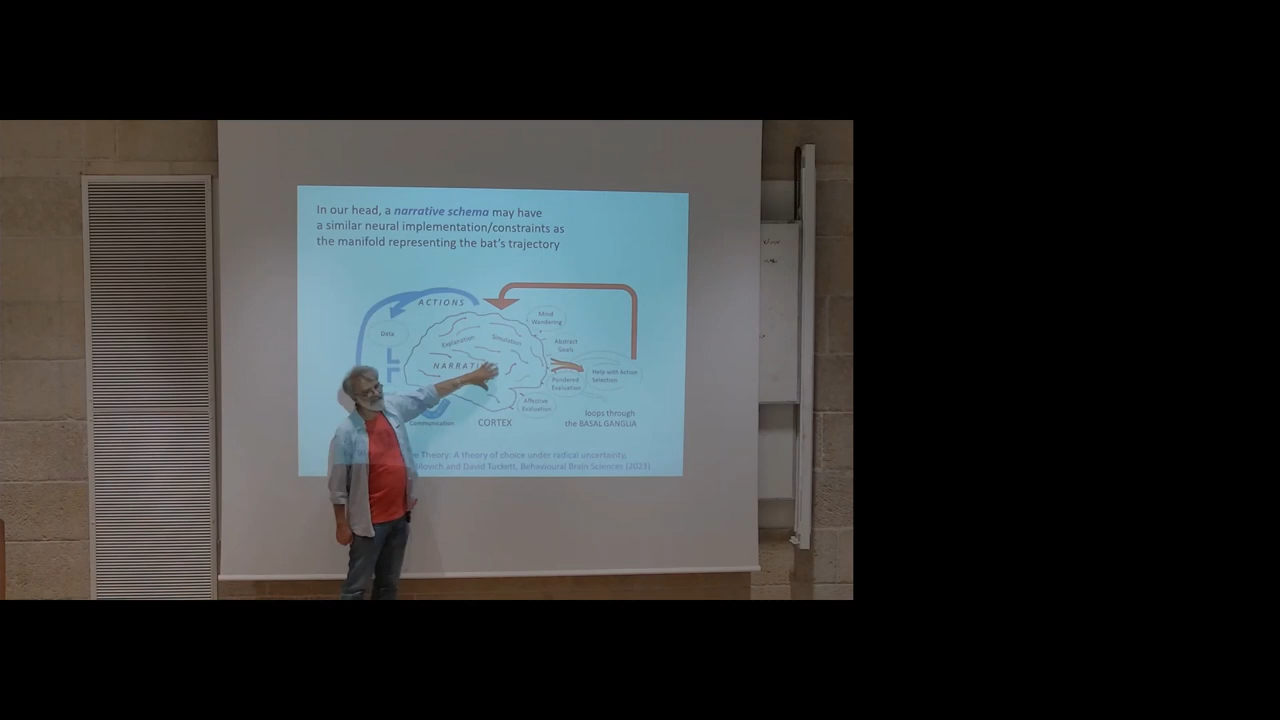 In our head, a narrative schema may have
a similar neural implementation/constraints as
the manifold representing the bat's trajectory
ACTIONS
Mind
Wandering
Data
Explanation
Simulation
Abstract
Goals
NARRATI
Help with Action
Selection
Pondered
Evaluation
Affective
Evaluation
Communication
CORTEX
loops through
the BASAL GANGLIA
Theory: A theory of choice under radical uncertainty,
and David Tuckett, Behavioural Brain Sciences (2023)